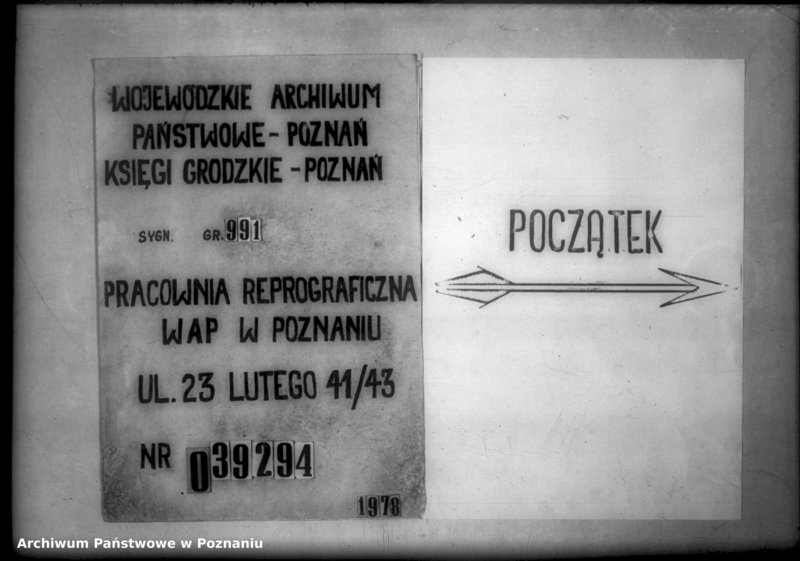 WOJEWÓDZKIE ARCHIWUM
PAŃSTWOWE - POZNAŃ
KSIĘGI GRODZKIE - POZNAŃ
SYGN. GR. 991
PRACOWNIA REPROGRAFICZNA
WAP W POZNANIU
UL. 23 LUTEGO 41/43
NR 039294
1978
POCZĄTEK
Archiwum Państwowe w Poznaniu